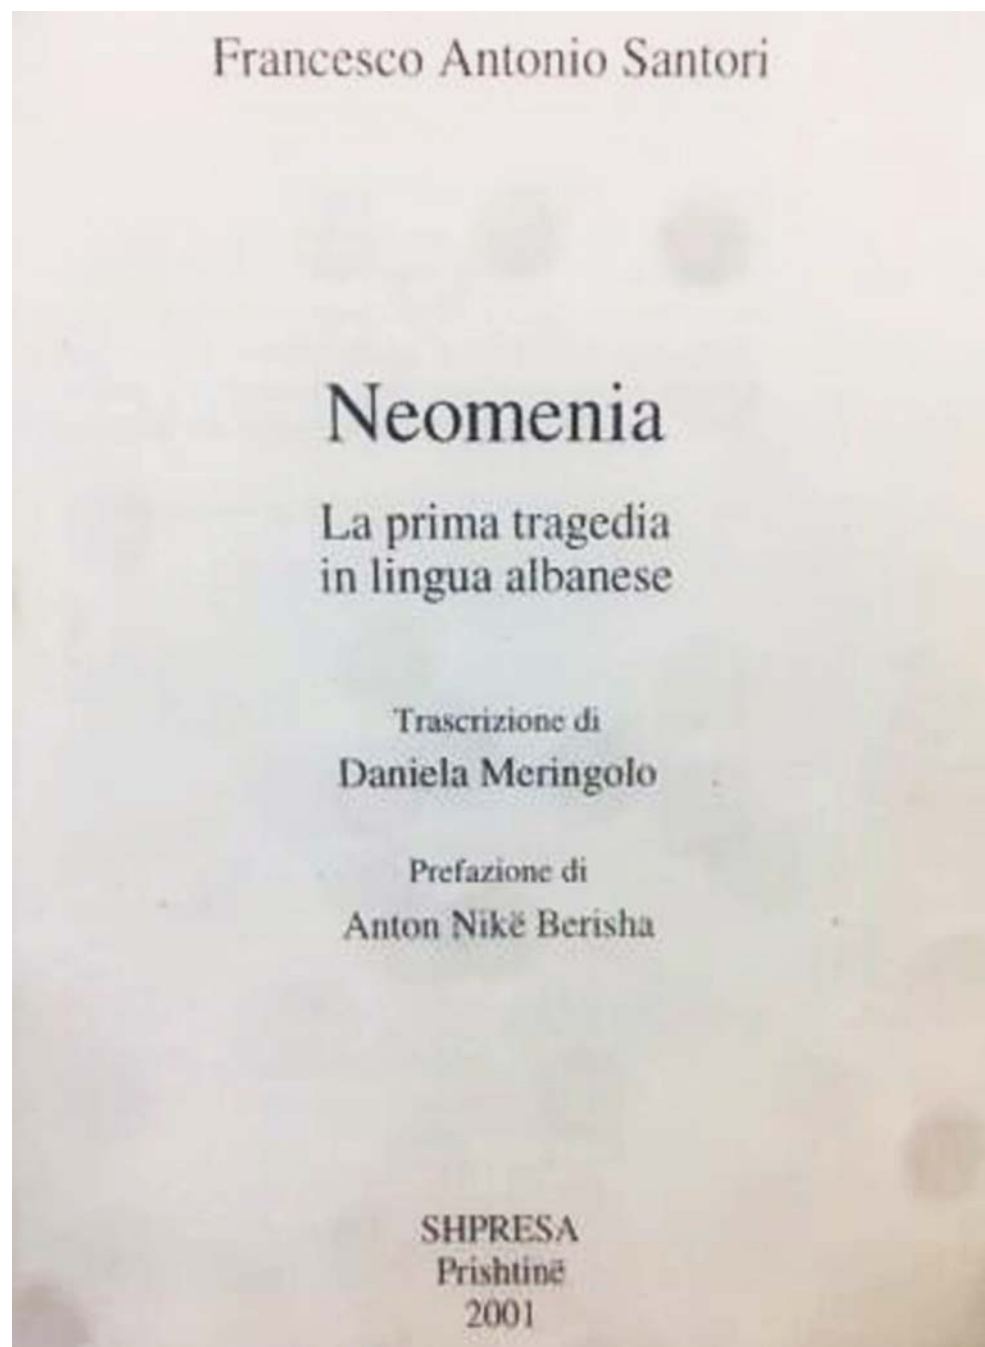 Francesco Antonio Santori
Neomenia
La prima tragedia
in lingua albanese
Trascrizione di
Daniela Meringolo
Prefazione di
Anton Nikë Berisha
SHPRESA
Prishtinë
2001